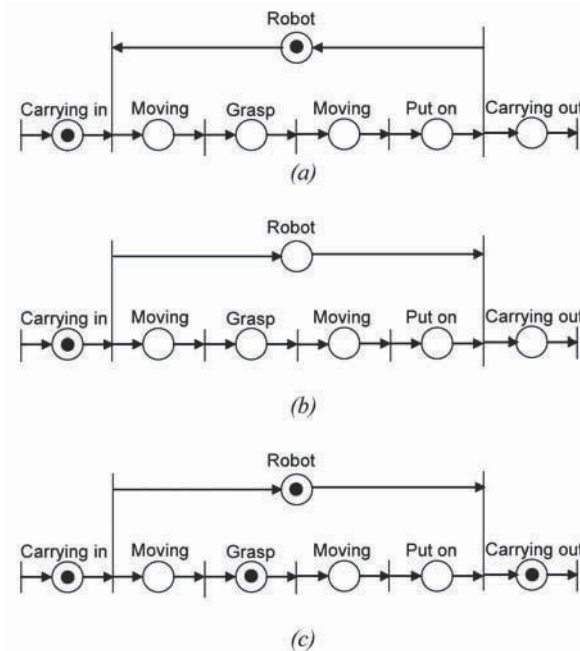 Robot
Carrying in Moving Grasp Moving Put on Carrying out
(a)
Robot
Carrying in Moving Grasp Moving Put on Carrying out
(b)
Robot
Carrying in Moving Grasp Moving Put on Carrying out
(c)